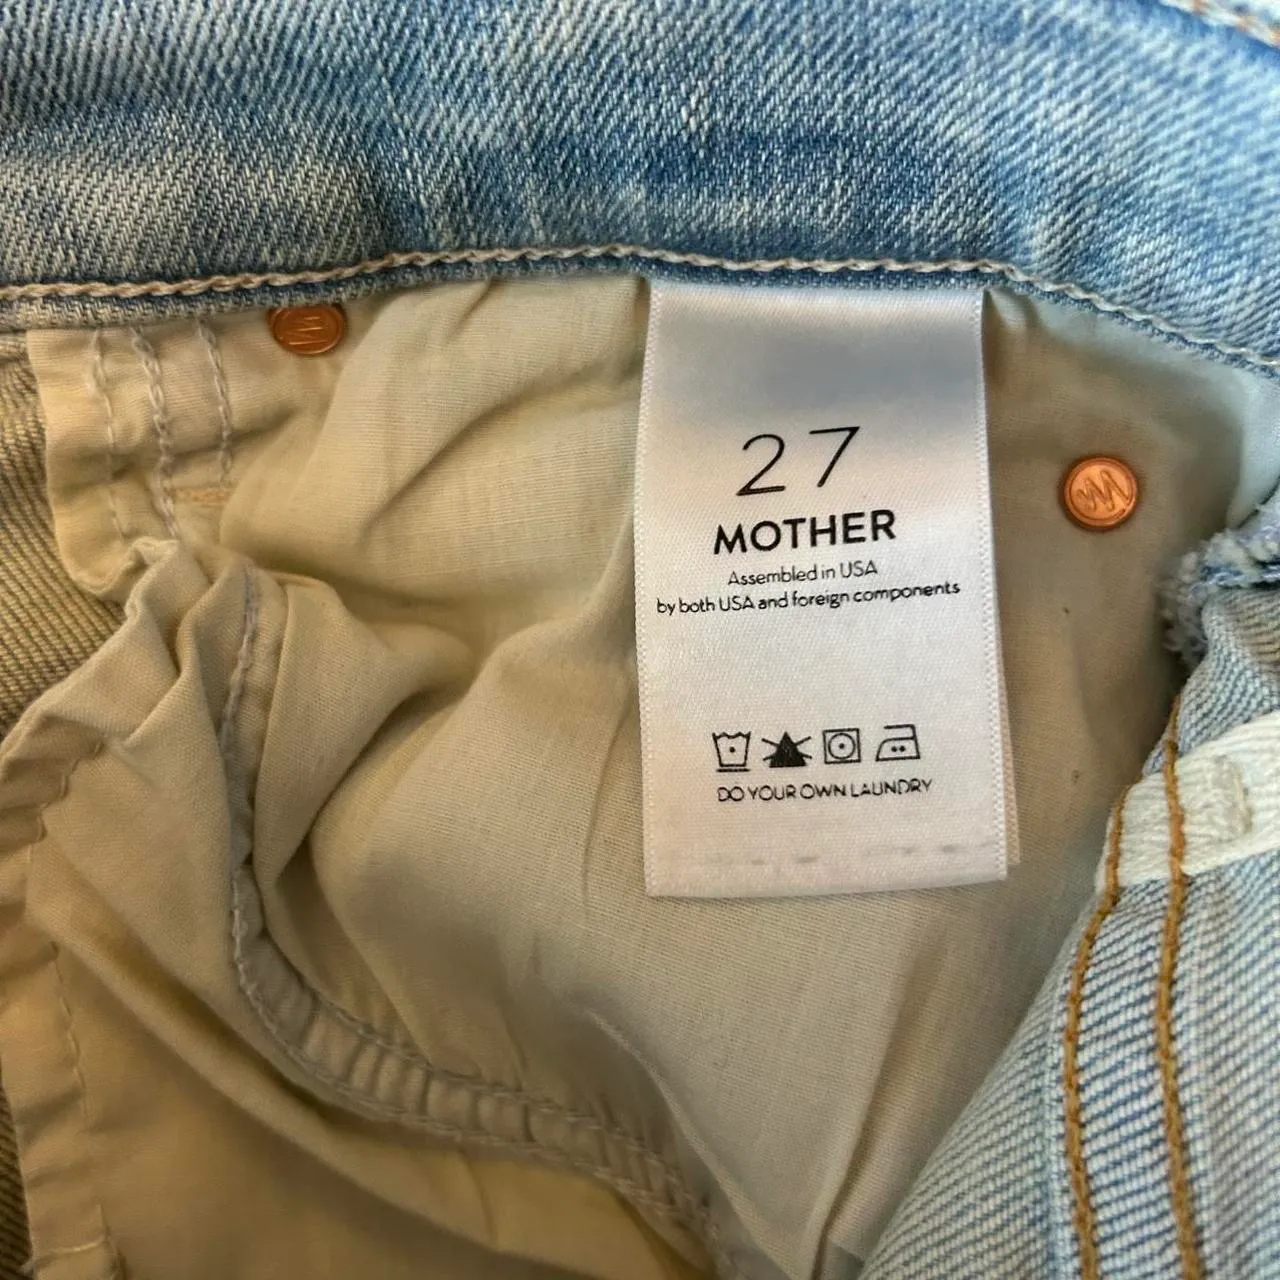 27
MOTHER
Assembled in USA
by both USA and foreign components
DO YOUR OWN LAUNDRY